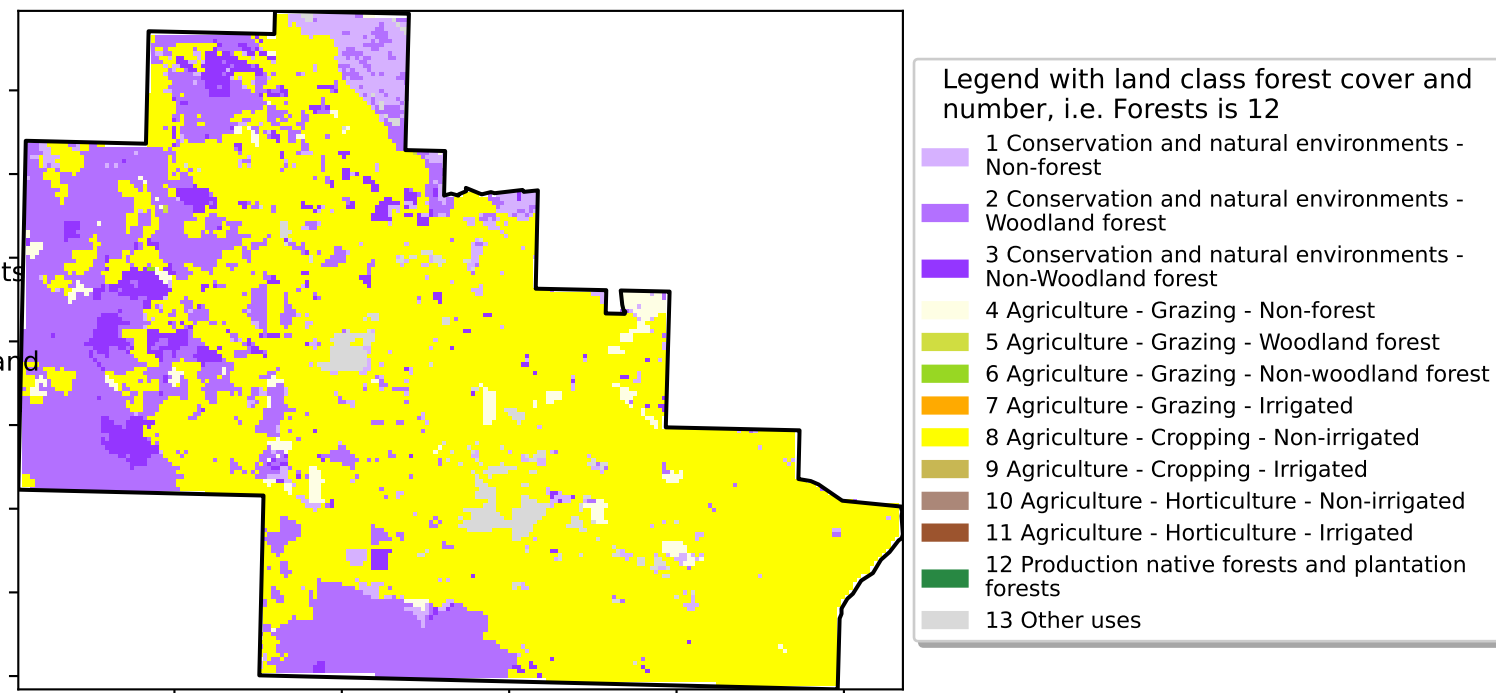 Legend with land class forest cover and
number, i.e. Forests is 12
1 Conservation and natural environments -
Non-forest
2 Conservation and natural environments -
Woodland forest
3 Conservation and natural environments -
Non-Woodland forest
4 Agriculture - Grazing - Non-forest
5 Agriculture - Grazing - Woodland forest
6 Agriculture - Grazing - Non-woodland forest
7 Agriculture - Grazing - Irrigated
8 Agriculture - Cropping - Non-irrigated
9 Agriculture - Cropping - Irrigated
10 Agriculture - Horticulture - Non-irrigated
11 Agriculture - Horticulture - Irrigated
12 Production native forests and plantation
forests
13 Other uses